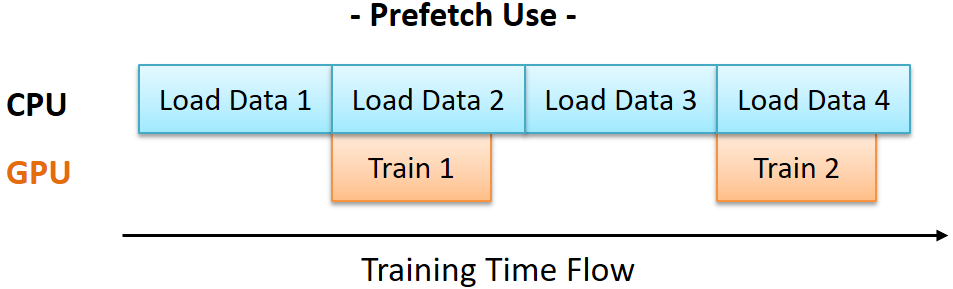 - Prefetch Use -
CPU Load Data 1 Load Data 2 Load Data 3 Load Data 4
GPU Train 1 Train 2
Training Time Flow